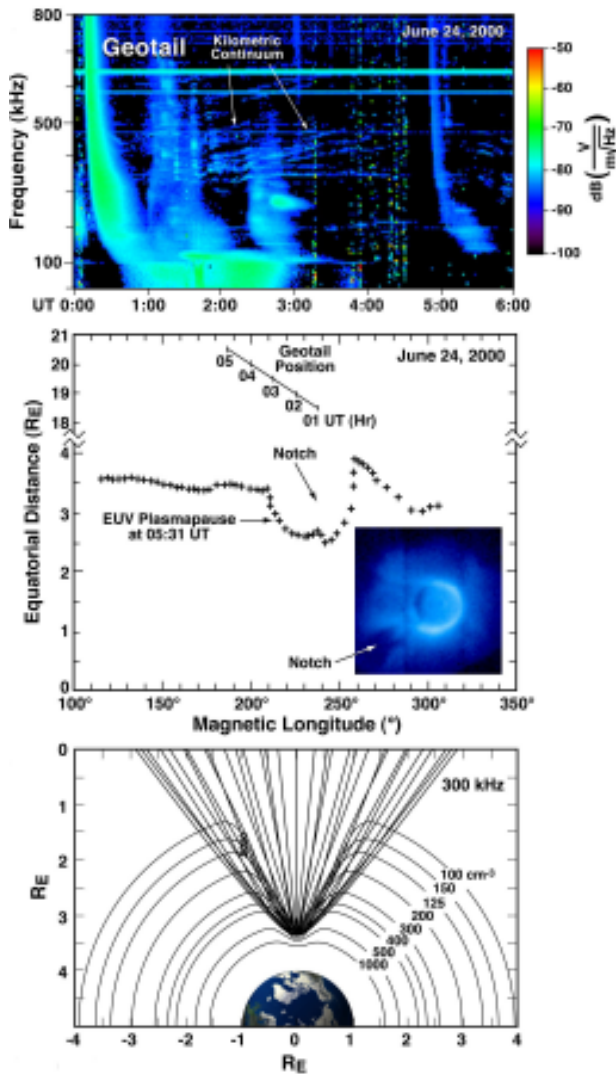 800
Geotail
Kilometric
Continuum
June 24, 2000
500
100
Frequency (kHz)
UT 0:00 1:00 2:00 3:00 4:00 5:00 6:00
-50
-60
-70
-80
-90
-100
dB( V / m√Hz )
21
20
19
18
4
3
2
1
0
Equatorial Distance (RE)
Geotail
Position
June 24, 2000
05
04
03
02
01 UT (Hr)
Notch
EUV Plasmapause
at 05:31 UT
Notch
100° 150° 200° 250° 300° 350°
Magnetic Longitude (°)
0
1
2
3
4
RE
300 kHz
100 cm-3
150
125
200
300
400
500
1000
-4 -3 -2 -1 0 1 2 3 4
RE